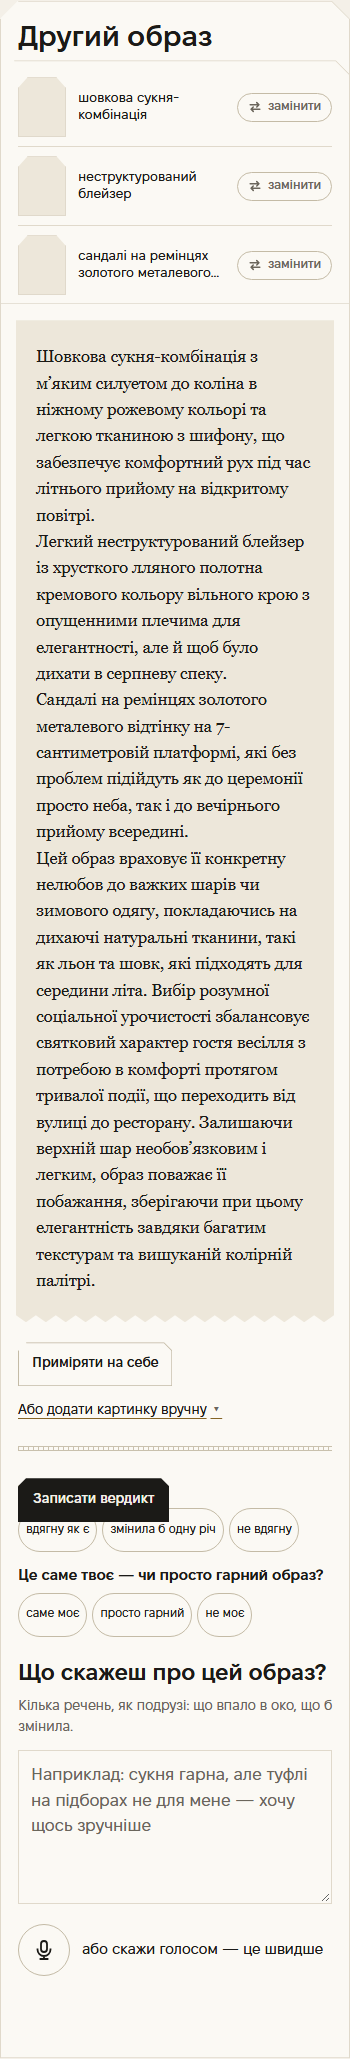 Другий образ
шовкова сукня-
комбінація
замінити
неструктурований
блейзер
замінити
сандалі на ремінцях
золотого металевого...
замінити
Шовкова сукня-комбінація з
м’яким силуетом до коліна в
ніжному рожевому кольорі та
легкою тканиною з шифону, що
забезпечує комфортний рух під час
літнього прийому на відкритому
повітрі.
Легкий неструктурований блейзер
із хрусткого лляного полотна
кремового кольору вільного крою з
опущенними плечима для
елегантності, але й щоб було
дихати в серпневу спеку.
Сандалі на ремінцях золотого
металевого відтінку на 7-
сантиметровій платформі, які без
проблем підійдуть як до церемонії
просто неба, так і до вечірнього
прийому всередині.
Цей образ враховує її конкретну
нелюбов до важких шарів чи
зимового одягу, покладаючись на
дихаючі натуральні тканини, такі
як льон та шовк, які підходять для
середини літа. Вибір розумної
соціальної урочистості збалансовує
святковий характер гостя весілля з
потребою в комфорті протягом
тривалої події, що переходить від
вулиці до ресторану. Залишаючи
верхній шар необов’язковим і
легким, образ поважає її
побажання, зберігаючи при цьому
елегантність завдяки багатим
текстурам та вишуканій колірній
палітрі.
Приміряти на себе
Або додати картинку вручну
Записати вердикт
вдягну як є
змінила б одну річ
не вдягну
Це саме твоє — чи просто гарний образ?
саме моє
просто гарний
не моє
Що скажеш про цей образ?
Кілька речень, як подрузі: що впало в око, що б
змінила.
Наприклад: сукня гарна, але туфлі
на підборах не для мене — хочу
щось зручніше
або скажи голосом — це швидше